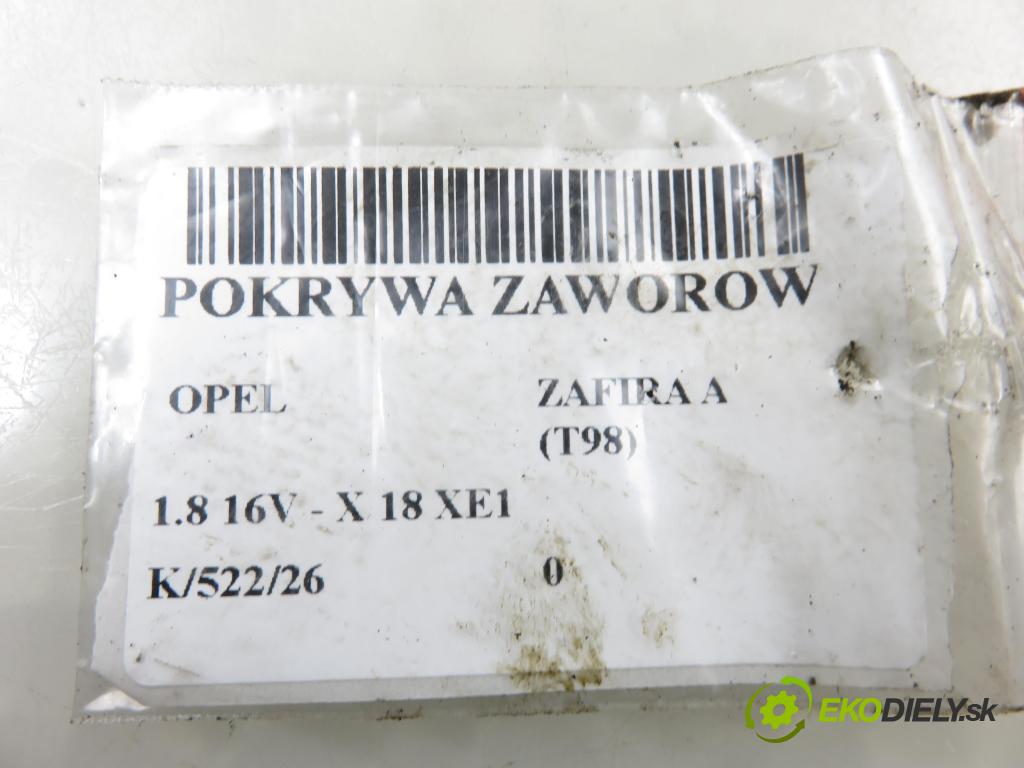 POKRYWA ZAWOROW
OPEL ZAFIRA A
(T98)
1.8 16V - X 18 XE1
K/522/26 0
EKODIELY.sk